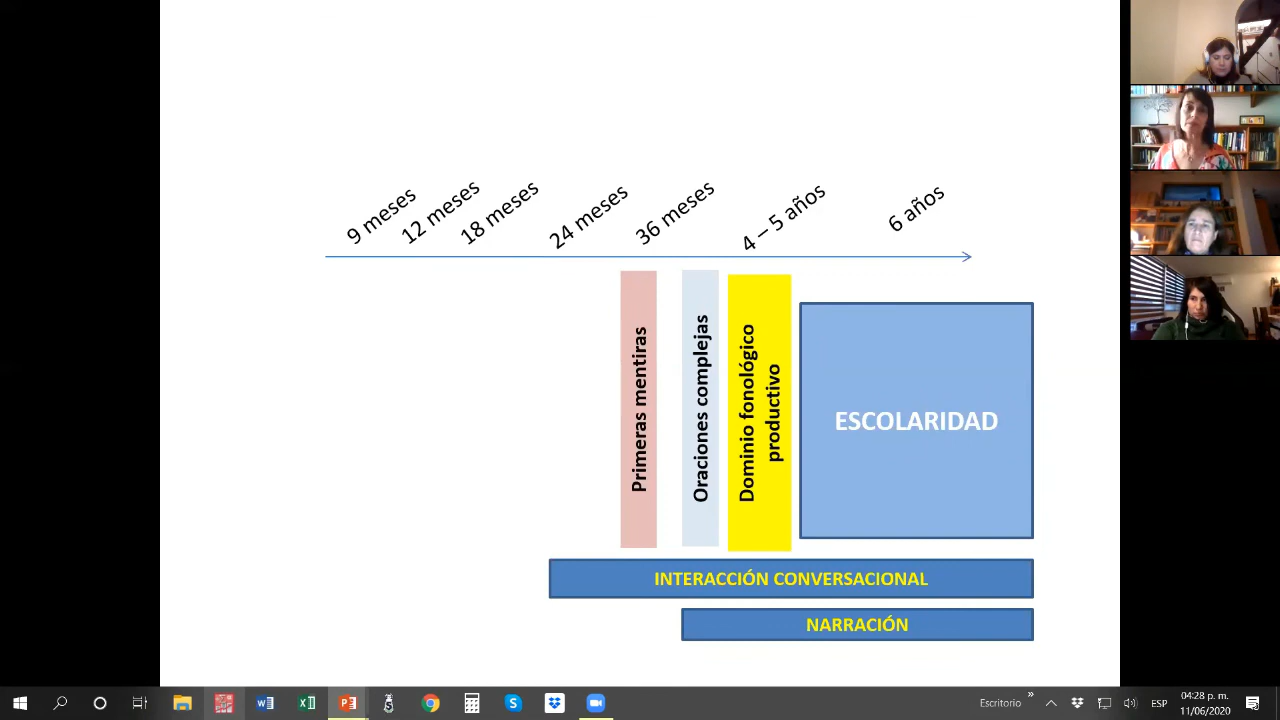 9 meses
12 meses
18 meses
24 meses
36 meses
4 – 5 años
6 años
Primeras mentiras
Oraciones complejas
Dominio fonológico
productivo
ESCOLARIDAD
INTERACCIÓN CONVERSACIONAL
NARRACIÓN
Escritorio
ESP
04:28 p. m.
11/06/2020